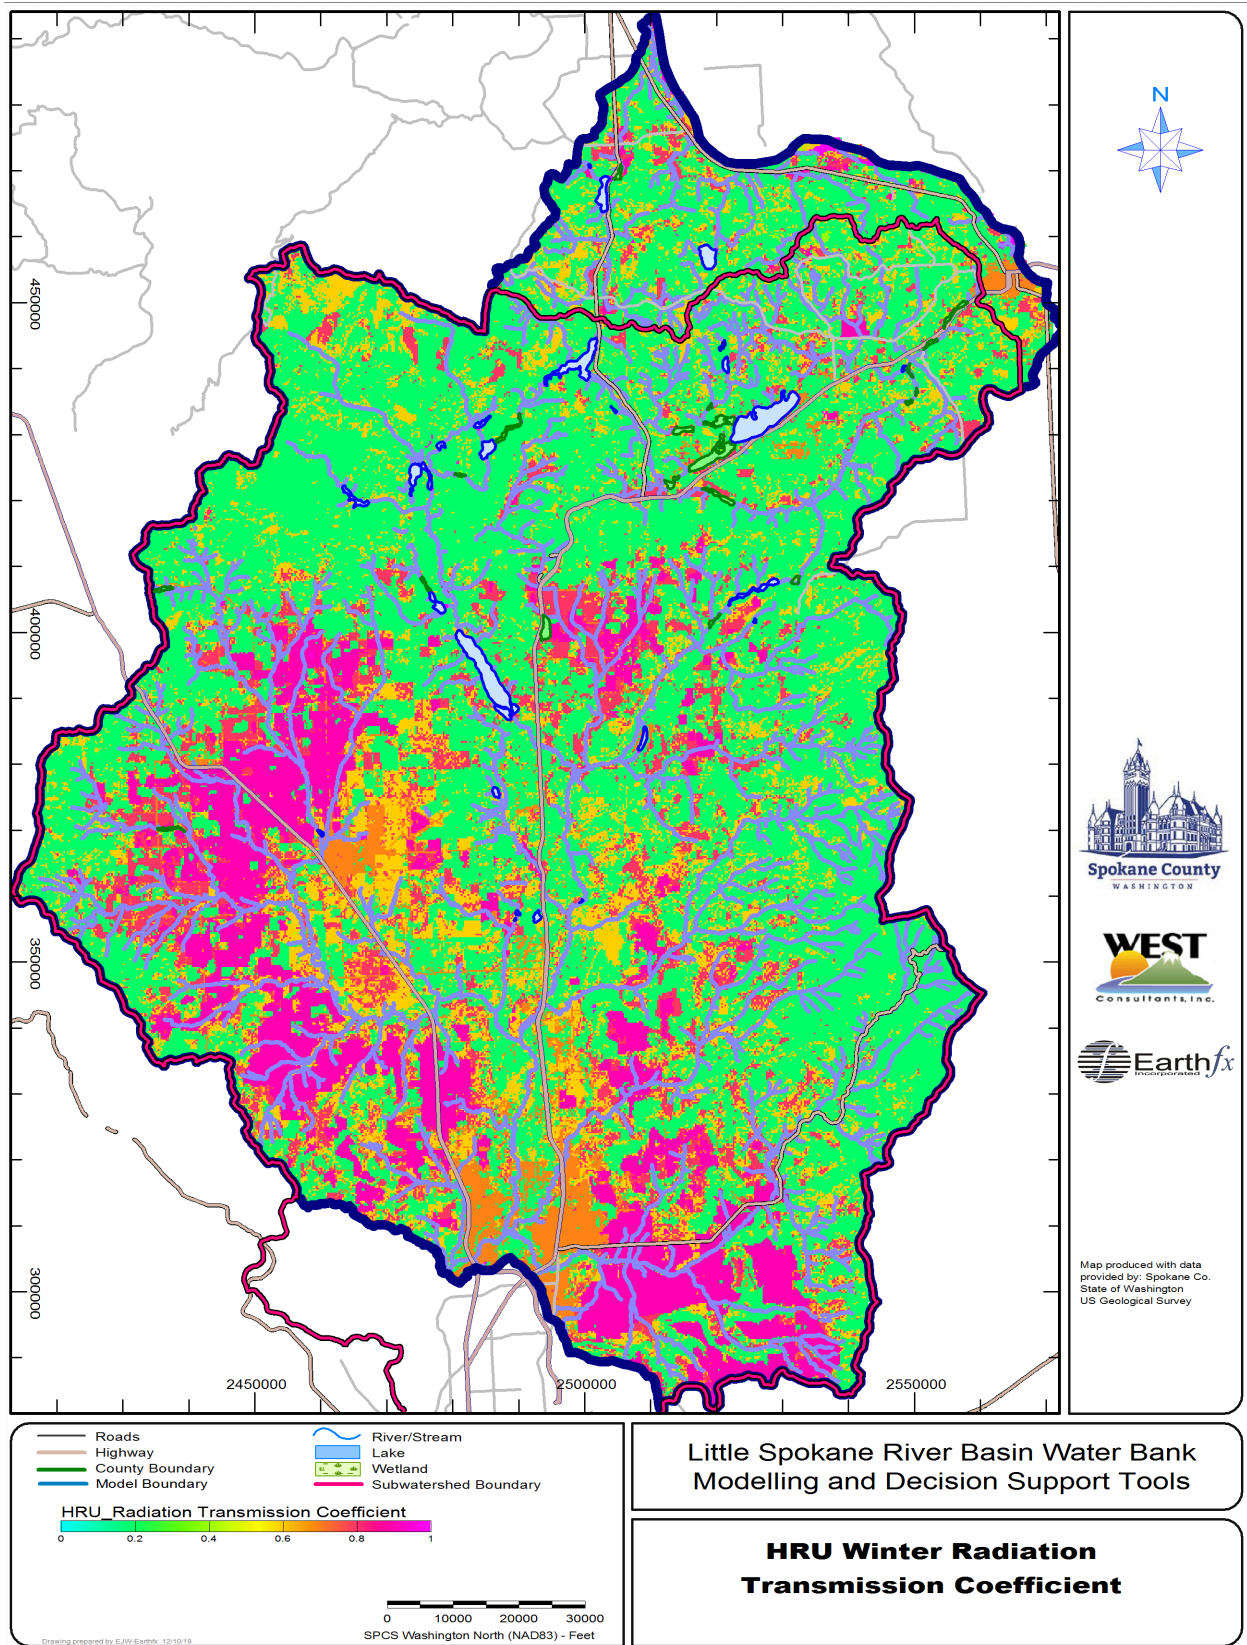 N
450000
400000
350000
300000
2450000
2500000
2550000
Spokane County
WASHINGTON
WEST
Consultants, Inc.
Earthfx
Incorporated
Map produced with data
provided by: Spokane Co.
State of Washington
US Geological Survey
Roads
Highway
County Boundary
Model Boundary
River/Stream
Lake
Wetland
Subwatershed Boundary
HRU_Radiation Transmission Coefficient
0 0.2 0.4 0.6 0.8 1
0 10000 20000 30000
SPCS Washington North (NAD83) - Feet
Drawing prepared by EJW-Earthfx 12/10/18
Little Spokane River Basin Water Bank
Modelling and Decision Support Tools
HRU Winter Radiation
Transmission Coefficient